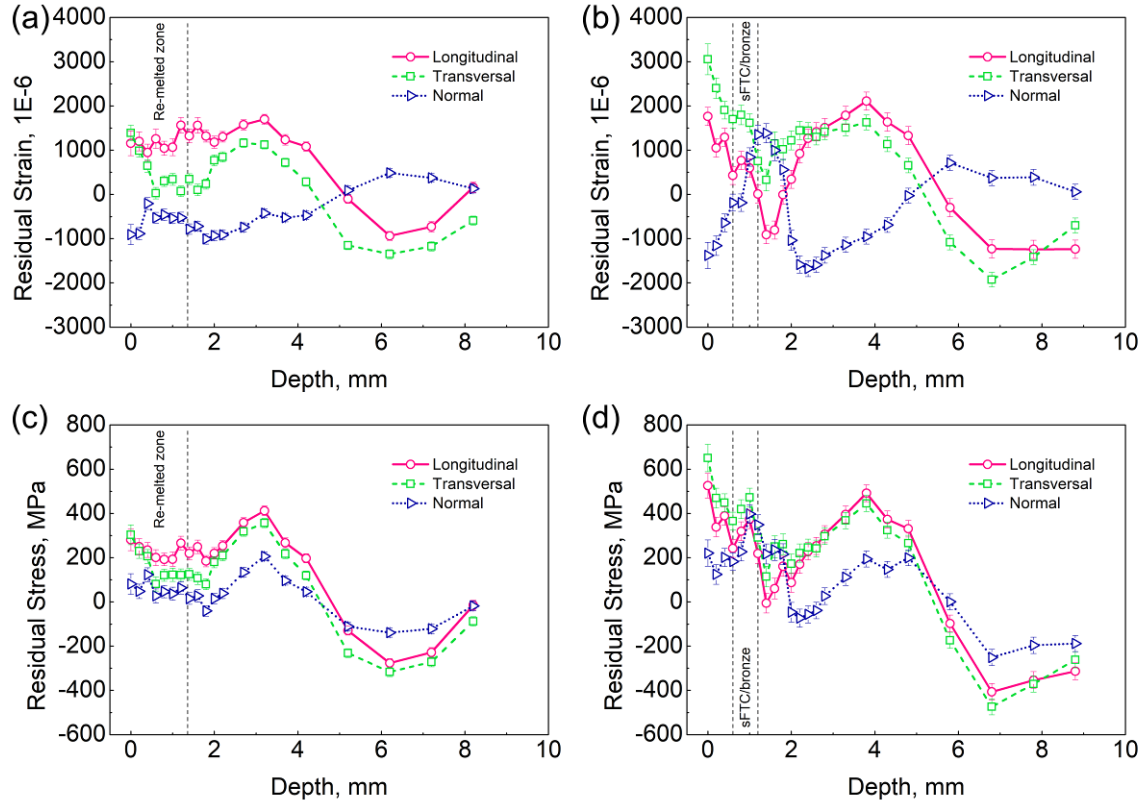 (a)
4000
3000
2000
1000
0
-1000
-2000
-3000
Residual Strain, 1E-6
Re-melted zone
Longitudinal
Transversal
Normal
0 2 4 6 8 10
Depth, mm
(b)
4000
3000
2000
1000
0
-1000
-2000
-3000
Residual Strain, 1E-6
sFTC/bronze
Longitudinal
Transversal
Normal
0 2 4 6 8 10
Depth, mm
(c)
800
600
400
200
0
-200
-400
-600
Residual Stress, MPa
Re-melted zone
Longitudinal
Transversal
Normal
0 2 4 6 8 10
Depth, mm
(d)
800
600
400
200
0
-200
-400
-600
Residual Stress, MPa
sFTC/bronze
Longitudinal
Transversal
Normal
0 2 4 6 8 10
Depth, mm